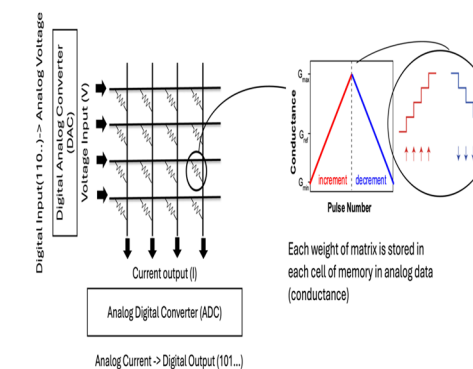 Digital Input(110..) -> Analog Voltage
Digital Analog Converter
(DAC)
Voltage Input (V)
Current output (I)
Analog Digital Converter (ADC)
Analog Current -> Digital Output (101...)
Conductance
Gmax
Gmin
increment
decrement
Pulse Number
Each weight of matrix is stored in
each cell of memory in analog data
(conductance)